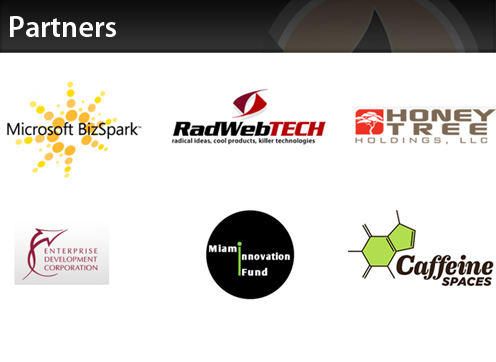 Partners
Microsoft BizSpark™
RadWebTECH
radical ideas, cool products, killer technologies
HONEY
TREE
HOLDINGS, LLC
ENTERPRISE
DEVELOPMENT
CORPORATION
Miami
innovation
Fund
Caffeine
SPACES